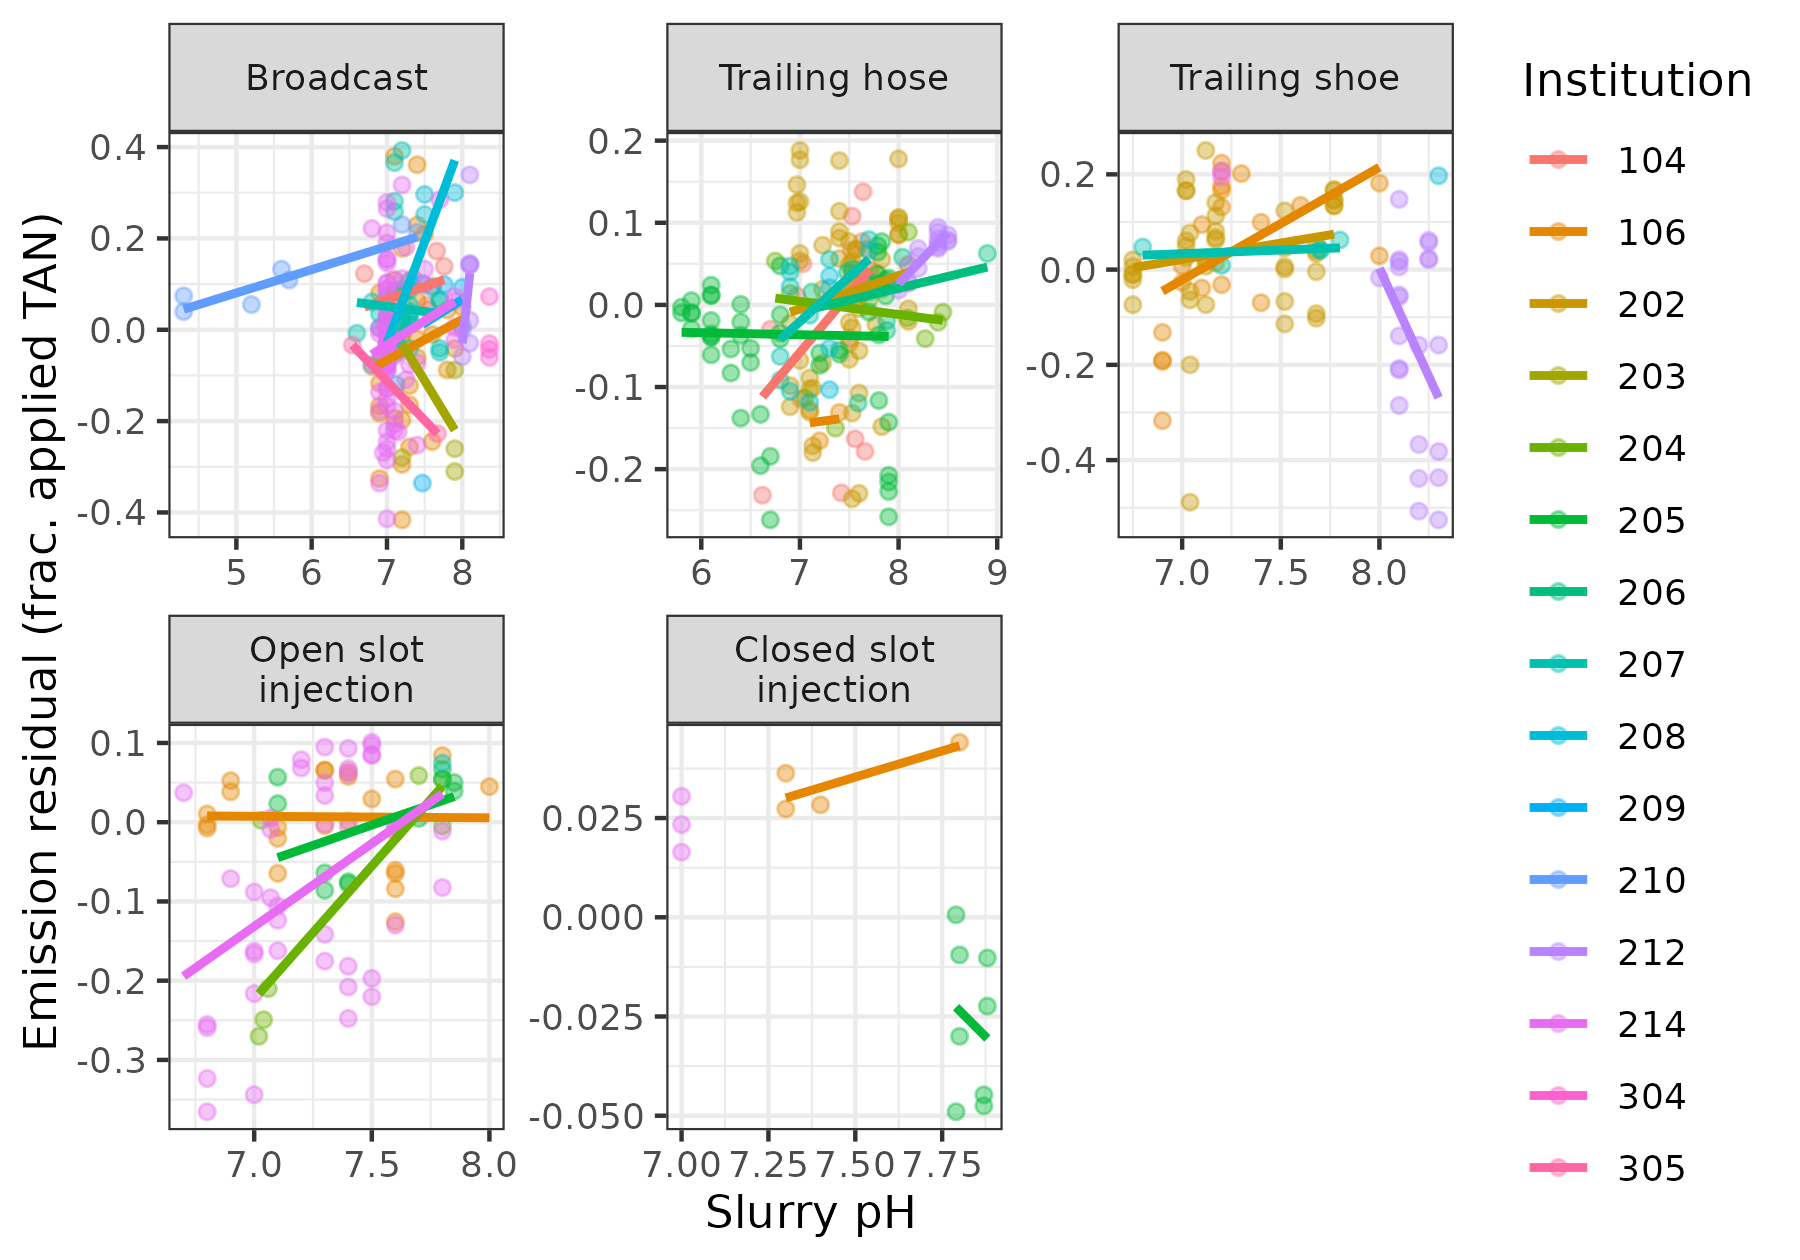 Broadcast
Trailing hose
Trailing shoe
0.4
0.2
0.0
-0.2
-0.4
5 6 7 8
0.2
0.1
0.0
-0.1
-0.2
6 7 8 9
0.2
0.0
-0.2
-0.4
7.0 7.5 8.0
Open slot
injection
Closed slot
injection
0.1
0.0
-0.1
-0.2
-0.3
7.0 7.5 8.0
0.025
0.000
-0.025
-0.050
7.00 7.25 7.50 7.75
Slurry pH
Emission residual (frac. applied TAN)
Institution
104
106
202
203
204
205
206
207
208
209
210
212
214
304
305